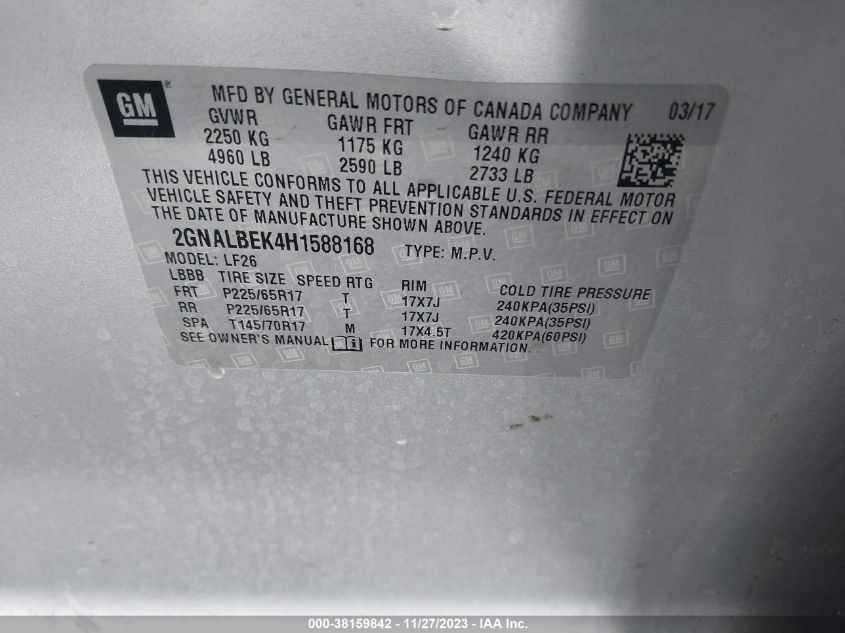 GM ® MFD BY GENERAL MOTORS OF CANADA COMPANY 03/17
GVWR GAWR FRT GAWR RR
2250 KG 1175 KG 1240 KG
4960 LB 2590 LB 2733 LB
THIS VEHICLE CONFORMS TO ALL APPLICABLE U.S. FEDERAL MOTOR
VEHICLE SAFETY AND THEFT PREVENTION STANDARDS IN EFFECT ON
THE DATE OF MANUFACTURE SHOWN ABOVE.
2GNALBEK4H1588168 TYPE: M.P.V.
MODEL: LF26
LBBB TIRE SIZE SPEED RTG RIM COLD TIRE PRESSURE
FRT P225/65R17 T 17X7J 240KPA(35PSI)
RR P225/65R17 T 17X7J 240KPA(35PSI)
SPA T145/70R17 M 17X4.5T 420KPA(60PSI)
SEE OWNER'S MANUAL FOR MORE INFORMATION.
000-38159842 - 11/27/2023 - IAA Inc.